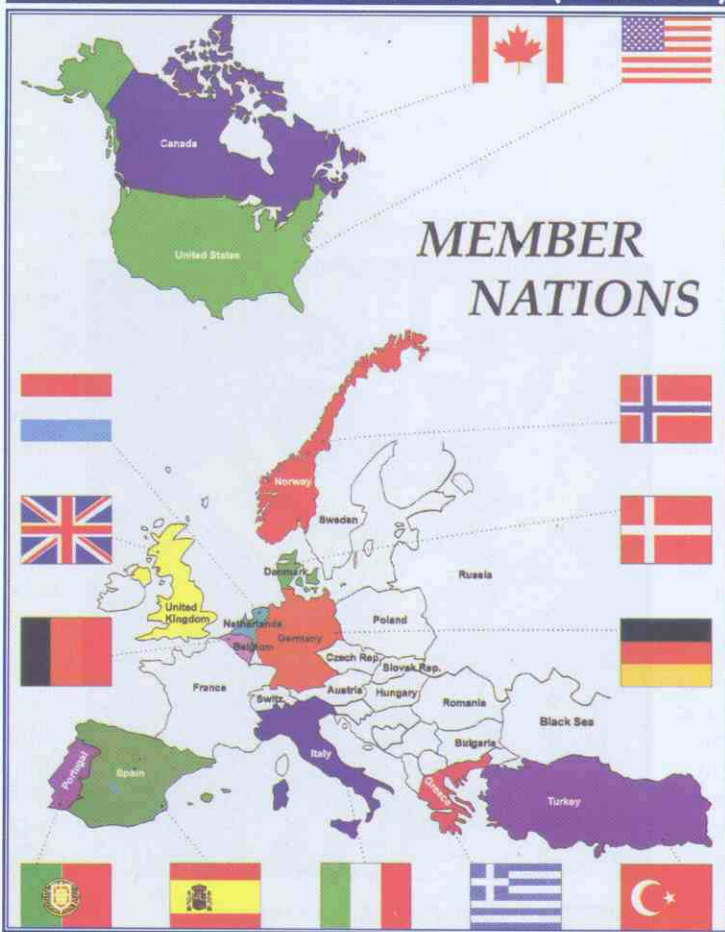 Canada
United States
MEMBER
NATIONS
Norway
Sweden
Denmark
Russia
United
Kingdom
Netherlands
Belgium
Germany
Poland
Czech Rep.
Slovak Rep.
France
Switz.
Austria
Hungary
Romania
Black Sea
Bulgaria
Italy
Portugal
Spain
Greece
Turkey